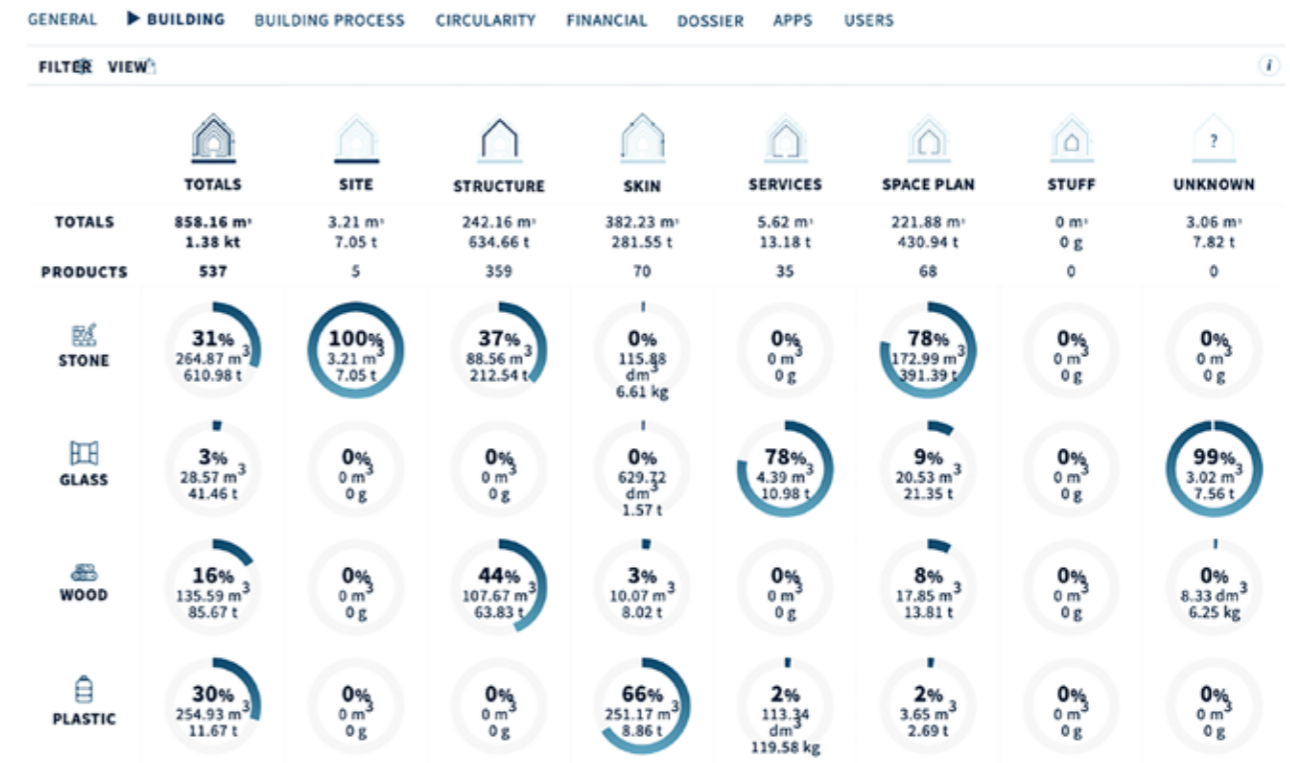 GENERAL BUILDING BUILDING PROCESS CIRCULARITY FINANCIAL DOSSIER APPS USERS
FILTER VIEW i
?
TOTALS SITE STRUCTURE SKIN SERVICES SPACE PLAN STUFF UNKNOWN
TOTALS 858.16 m³ 3.21 m³ 242.16 m³ 382.23 m³ 5.62 m³ 221.88 m³ 0 m³ 3.06 m³
1.38 kt 7.05 t 634.66 t 281.55 t 13.18 t 430.94 t 0 g 7.82 t
PRODUCTS 537 5 359 70 35 68 0 0
31% 100% 37% 0% 0% 78% 0% 0%
STONE 264.87 m³ 3.21 m³ 88.56 m³ 115.88 dm³ 0 m³ 172.99 m³ 0 m³ 0 m³
610.98 t 7.05 t 212.54 t 6.61 kg 0 g 391.39 t 0 g 0 g
3% 0% 0% 0% 78% 9% 0% 99%
GLASS 28.57 m³ 0 m³ 0 m³ 629.72 dm³ 4.39 m³ 20.53 m³ 0 m³ 3.02 m³
41.46 t 0 g 0 g 1.57 t 10.98 t 21.35 t 0 g 7.56 t
16% 0% 44% 3% 0% 8% 0% 0%
WOOD 135.59 m³ 0 m³ 107.67 m³ 10.07 m³ 0 m³ 17.85 m³ 0 m³ 8.33 dm³
85.67 t 0 g 63.83 t 8.02 t 0 g 13.81 t 0 g 6.25 kg
30% 0% 0% 66% 2% 2% 0% 0%
PLASTIC 254.93 m³ 0 m³ 0 m³ 251.17 m³ 113.34 dm³ 3.65 m³ 0 m³ 0 m³
11.67 t 0 g 0 g 8.86 t 119.58 kg 2.69 t 0 g 0 g